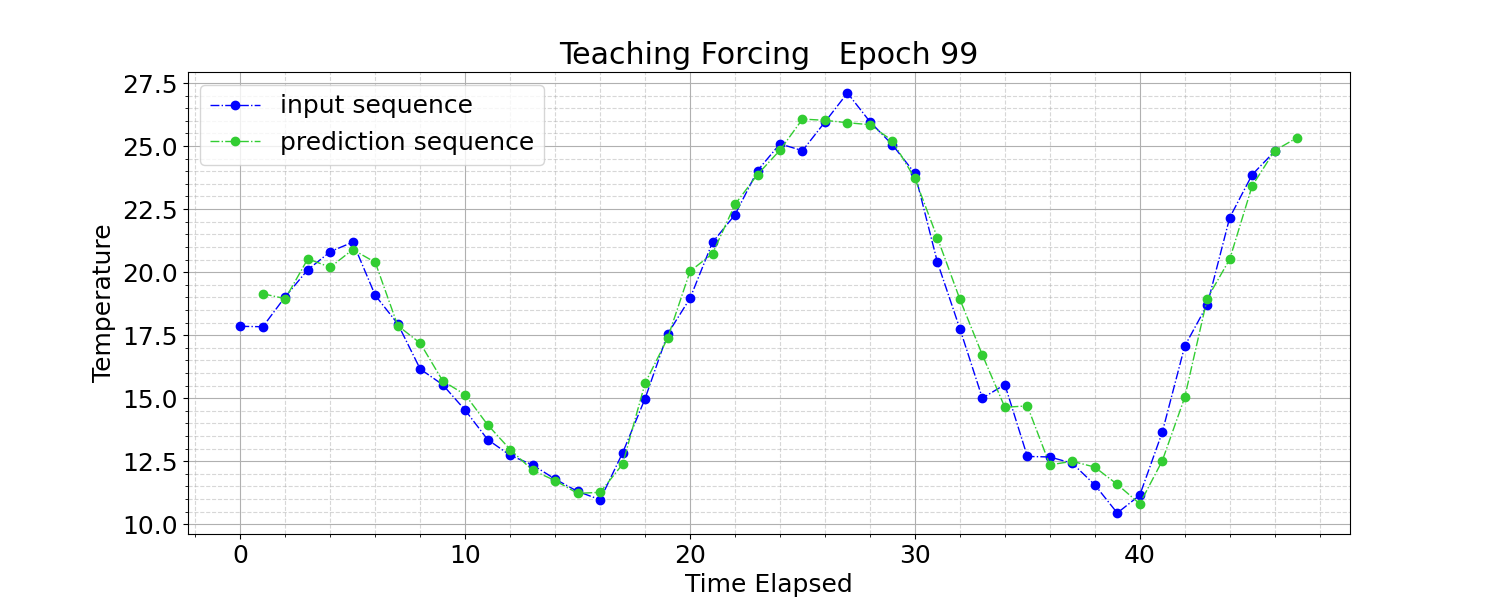 Teaching Forcing   Epoch 99
input sequence
prediction sequence
Temperature
27.5
25.0
22.5
20.0
17.5
15.0
12.5
10.0
0
10
20
30
40
Time Elapsed